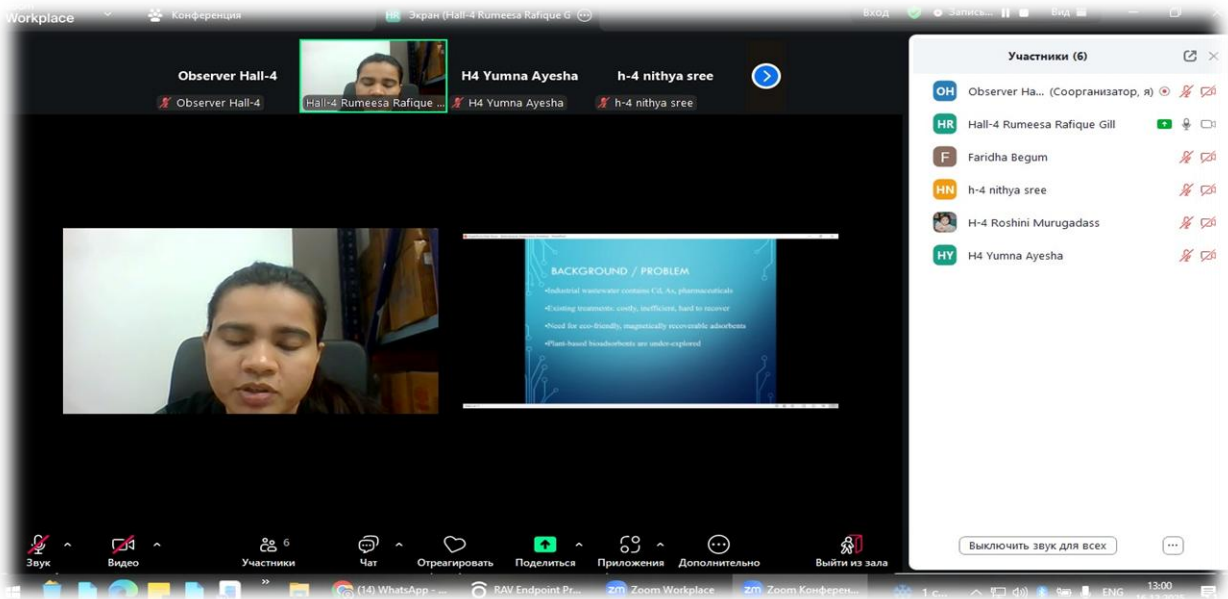 Workplace
Конференция
HR Экран (Hall-4 Rumeesa Rafique G
Вход
Запись...
Вид
Observer Hall-4
H4 Yumna Ayesha
h-4 nithya sree
Observer Hall-4
Hall-4 Rumeesa Rafique ...
H4 Yumna Ayesha
h-4 nithya sree
Участники (6)
OH Observer Ha... (Соорганизатор, я)
HR Hall-4 Rumeesa Rafique Gill
F Faridha Begum
HN h-4 nithya sree
H-4 Roshini Murugadass
HY H4 Yumna Ayesha
BACKGROUND / PROBLEM
•Industrial wastewater contains Cd, As, pharmaceuticals
•Existing treatments: costly, inefficient, hard to recover
•Need for eco-friendly, magnetically recoverable adsorbents
•Plant-based bioadsorbents are under-explored
Выключить звук для всех
Звук
Видео
6
Участники
Чат
Отреагировать
Поделиться
Приложения
Дополнительно
Выйти из зала
(14) WhatsApp - ...
RAV Endpoint Pr...
zm Zoom Workplace
zm Zoom Конферен...
ENG
13:00